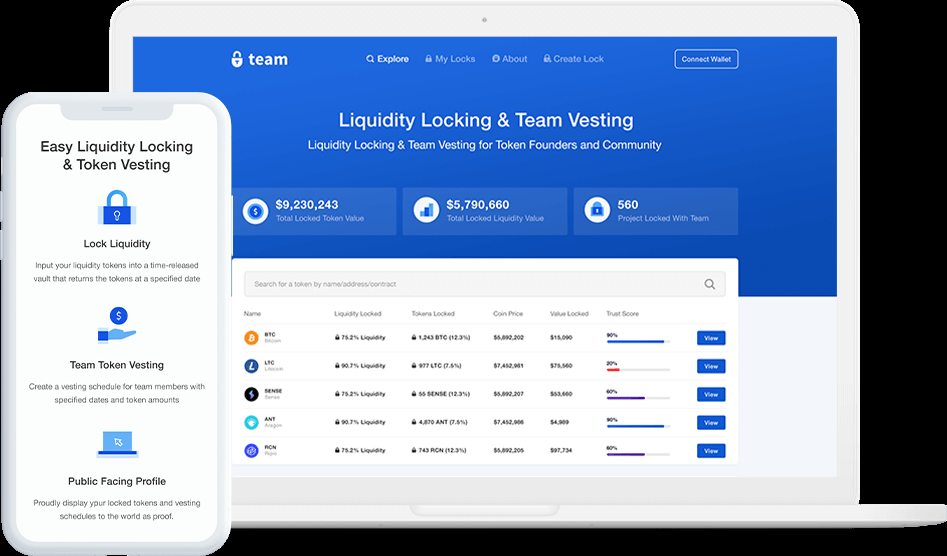 team
Explore
My Locks
About
Create Lock
Connect Wallet
Liquidity Locking & Team Vesting
Liquidity Locking & Team Vesting for Token Founders and Community
$9,230,243
Total Locked Token Value
$5,790,660
Total Locked Liquidity Value
560
Project Locked With Team
Search for a token by name/address/contract
Name Liquidity Locked Tokens Locked Coin Price Value Locked Trust Score
BTC
Bitcoin
75.2% Liquidity 1,243 BTC (12.3%) $5,892,202 $15,090 90% View
LTC
Litecoin
90.7% Liquidity 977 LTC (7.5%) $7,452,981 $75,560 20% View
SENSE
Sense
75.2% Liquidity 55 SENSE (12.3%) $5,892,207 $53,660 60% View
ANT
Aragon
90.7% Liquidity 4,870 ANT (7.5%) $7,452,986 $4,989 90% View
RCN
Ripio
75.2% Liquidity 743 RCN (12.3%) $5,892,205 $97,734 60% View
Easy Liquidity Locking
& Token Vesting
Lock Liquidity
Input your liquidity tokens into a time-released
vault that returns the tokens at a specified date
Team Token Vesting
Create a vesting schedule for team members with
specified dates and token amounts
Public Facing Profile
Proudly display ypur locked tokens and vesting
schedules to the world as proof.